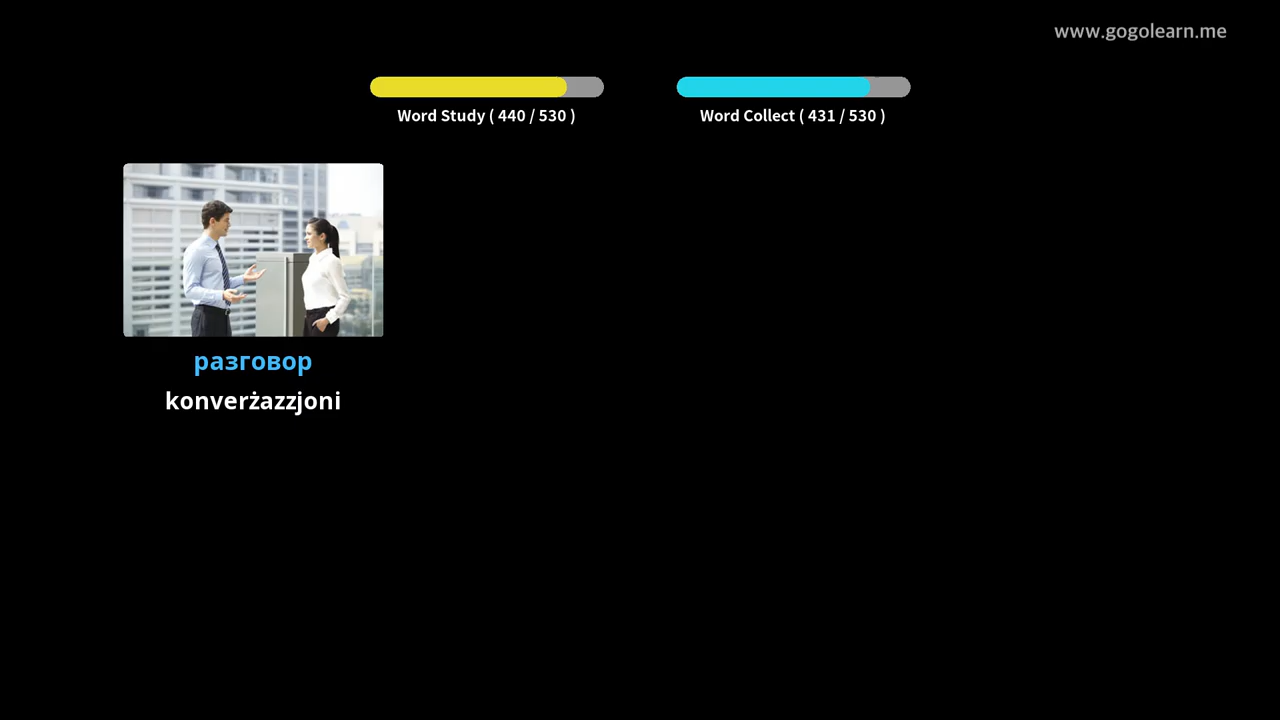 www.gogolearn.me
Word Study ( 440 / 530 )
Word Collect ( 431 / 530 )
разговор
konverżazzjoni